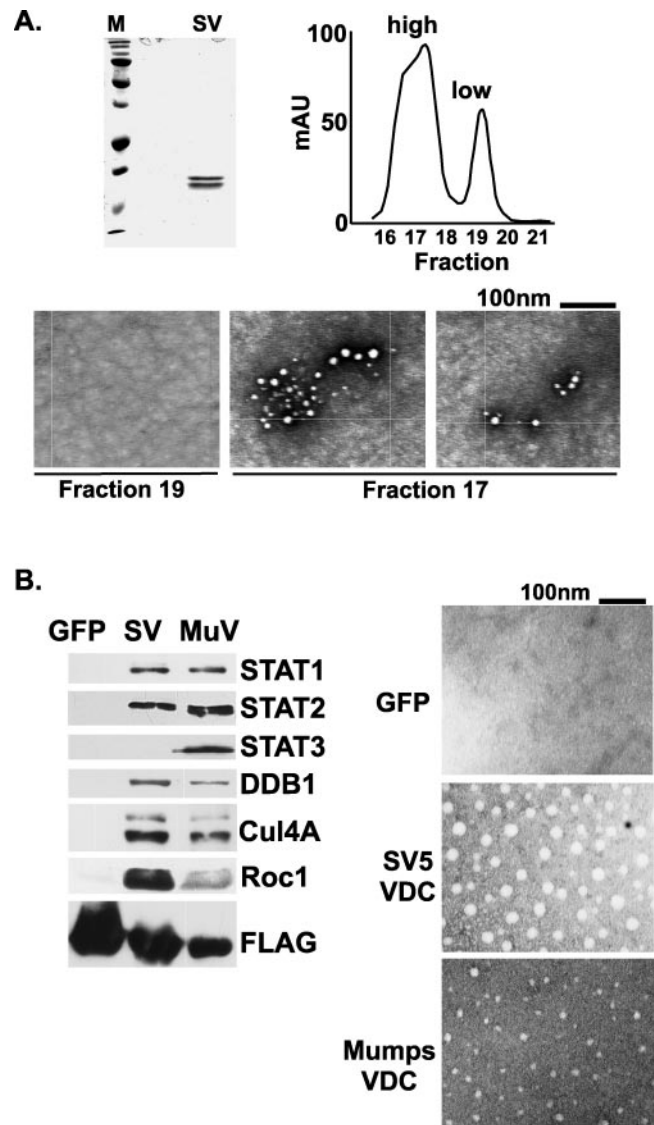 A.
M SV
100 high
low
mAU
50
0
16 17 18 19 20 21
Fraction
100nm
Fraction 19 Fraction 17
B.
100nm
GFP SV MuV
STAT1
STAT2
STAT3
DDB1
Cul4A
Roc1
FLAG
GFP
SV5
VDC
Mumps
VDC